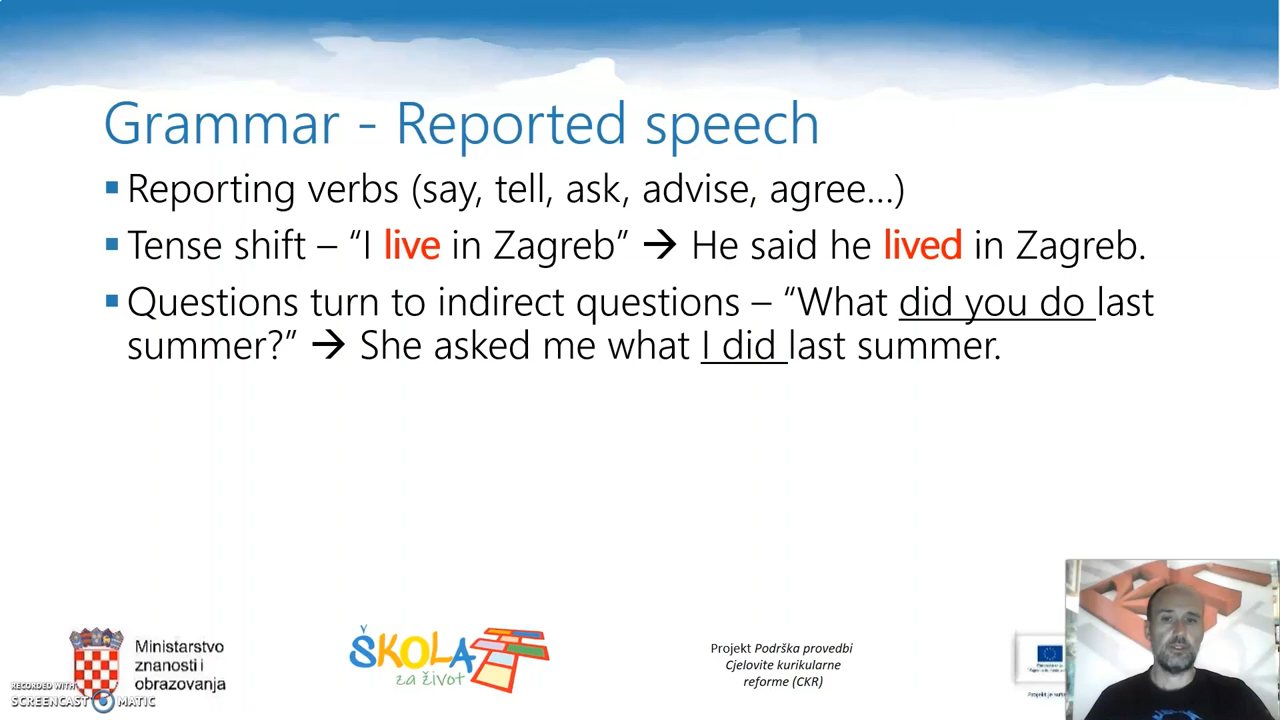 Grammar - Reported speech
▪ Reporting verbs (say, tell, ask, advise, agree...)
▪ Tense shift – “I live in Zagreb” → He said he lived in Zagreb.
▪ Questions turn to indirect questions – “What did you do last
summer?” → She asked me what I did last summer.
Ministarstvo
znanosti i
obrazovanja
ŠKOLA
za život
Projekt Podrška provedbi
Cjelovite kurikularne
reforme (CKR)
RECORDED WITH
SCREENCAST MATIC